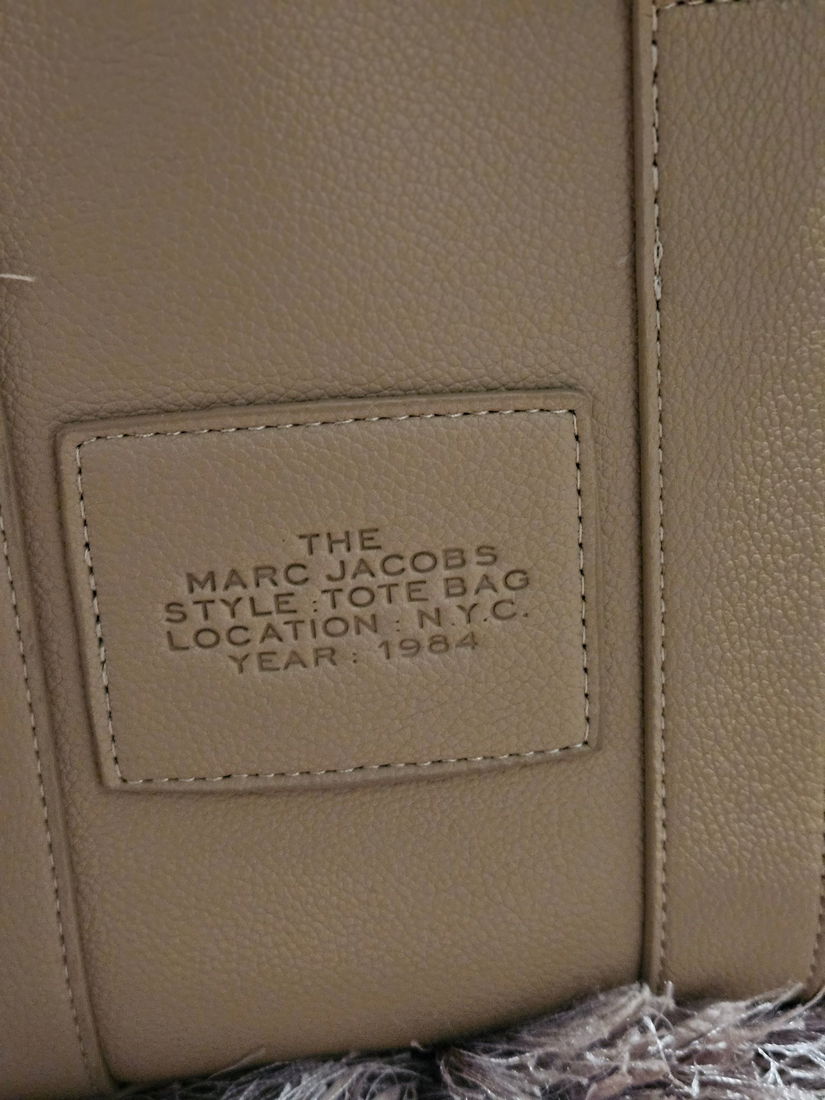 THE
MARC JACOBS
STYLE : TOTE BAG
LOCATION : N.Y.C.
YEAR : 1984